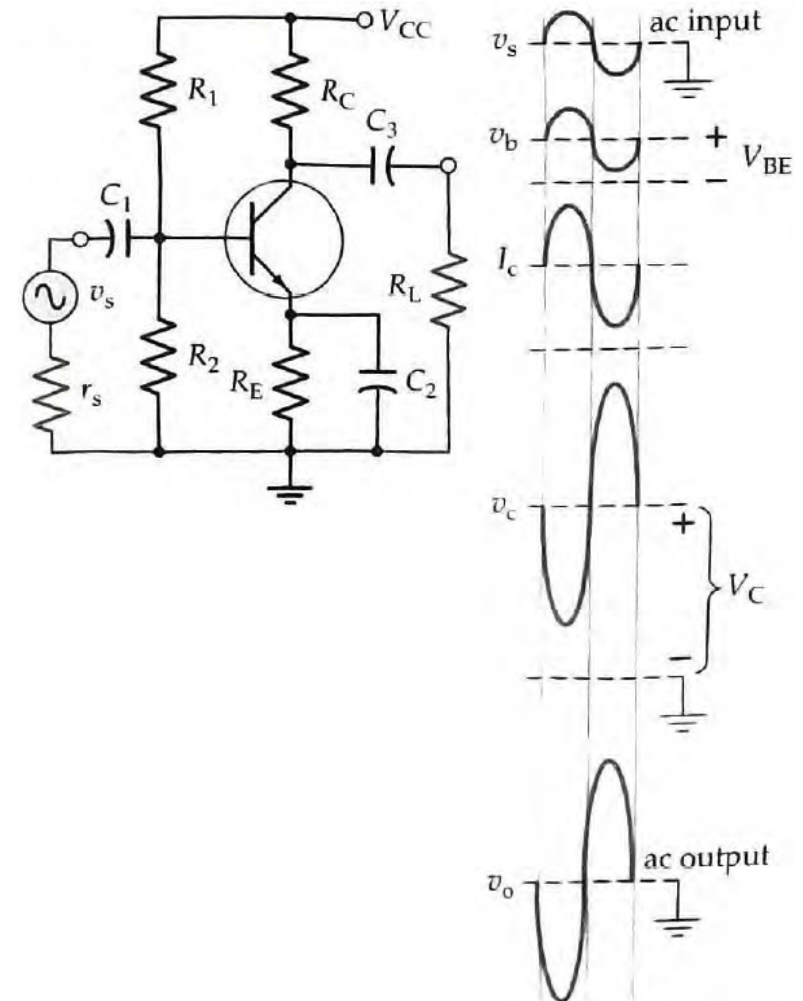 V_CC
R_1
R_C
C_3
C_1
v_s
R_L
R_2
R_E
C_2
r_s
v_s ac input
v_b + V_BE
−
I_c
v_c +
V_C
−
ac output
v_o